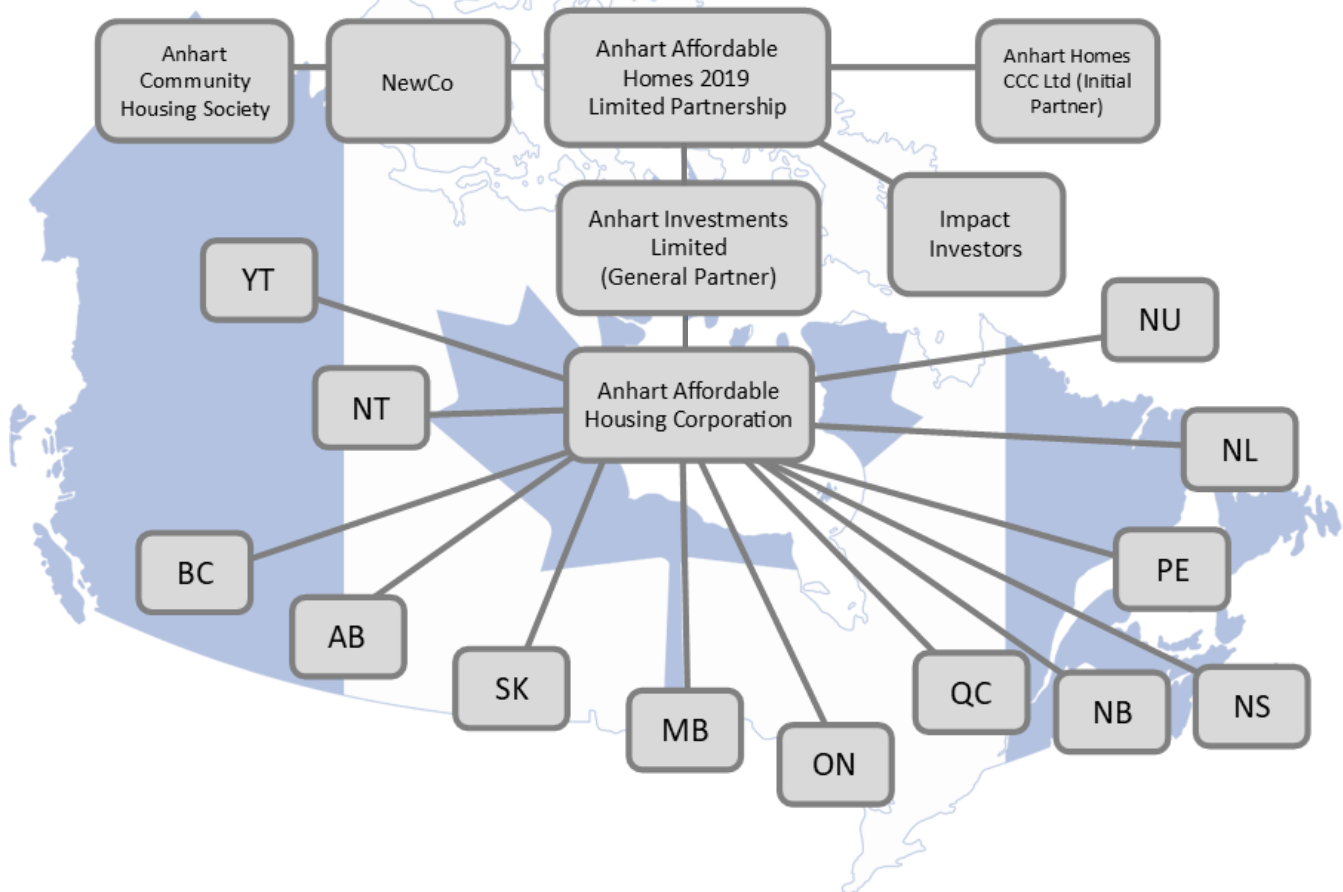 Anhart
Community
Housing Society
NewCo
Anhart Affordable
Homes 2019
Limited Partnership
Anhart Homes
CCC Ltd (Initial
Partner)
Anhart Investments
Limited
(General Partner)
Impact
Investors
YT
NU
NT
Anhart Affordable
Housing Corporation
NL
BC
PE
AB
SK
MB
ON
QC
NB
NS